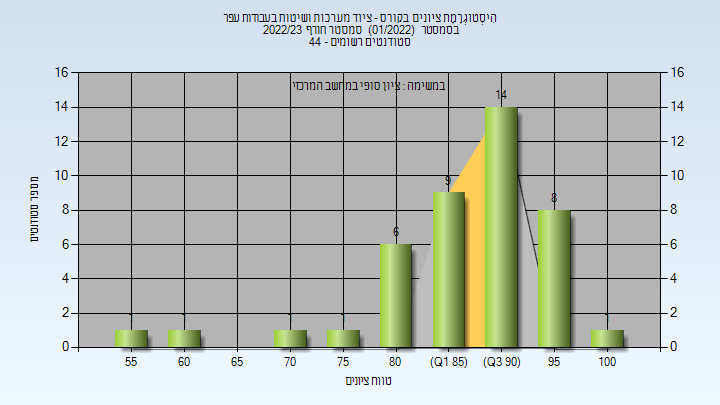 הִיסְטוֹגְרָמַת ציונים בקורס - ציוד מערכות ושיטות בעבודות עפר
בסמסטר (01/2022) סמסטר חורף 2022/23
סטודנטים רשומים - 44
במשימה : ציון סופי במחשב המרכזי
מספר סטודנטים
16 16
14 14
12 12
10 10
8 8
6 6
4 4
2 2
0 0
1 1 1 1 6 9 14 8 1
55 60 65 70 75 80 (Q1 85) (Q3 90) 95 100
טווח ציונים